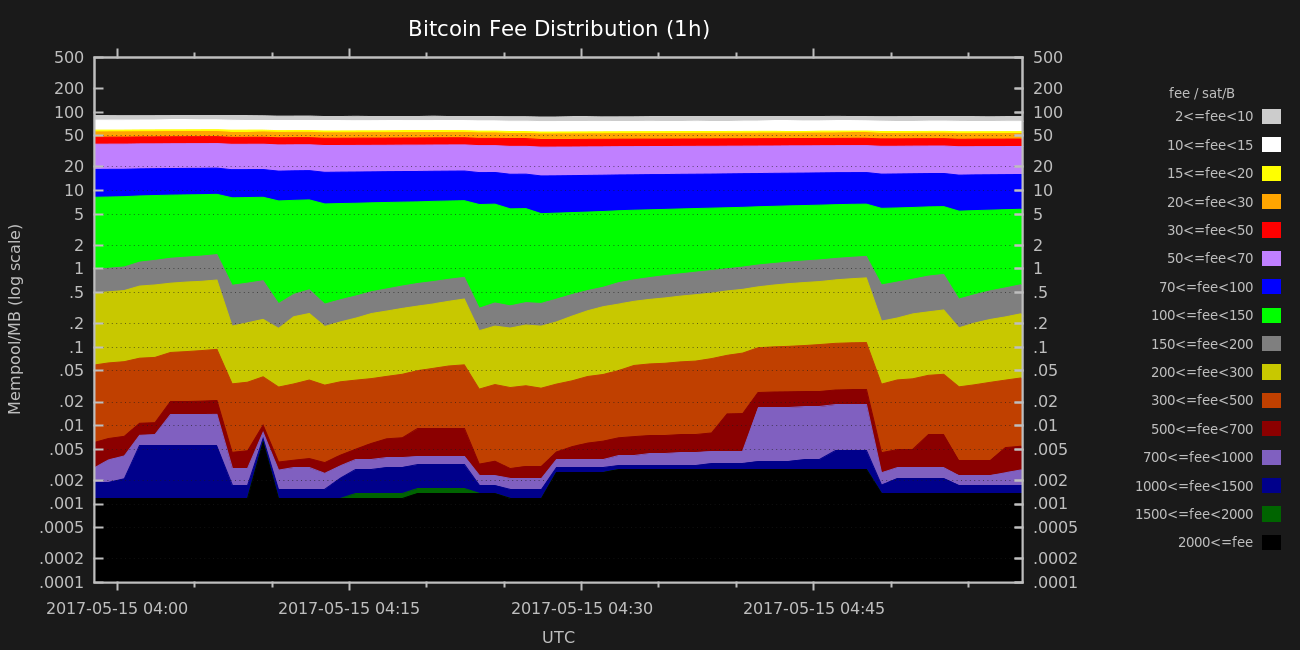 Bitcoin Fee Distribution (1h)
500
200
100
50
20
10
5
2
1
.5
.2
.1
.05
.02
.01
.005
.002
.001
.0005
.0002
.0001
Mempool/MB (log scale)
500
200
100
50
20
10
5
2
1
.5
.2
.1
.05
.02
.01
.005
.002
.001
.0005
.0002
.0001
2017-05-15 04:00 2017-05-15 04:15 2017-05-15 04:30 2017-05-15 04:45
UTC
fee / sat/B
2<=fee<10
10<=fee<15
15<=fee<20
20<=fee<30
30<=fee<50
50<=fee<70
70<=fee<100
100<=fee<150
150<=fee<200
200<=fee<300
300<=fee<500
500<=fee<700
700<=fee<1000
1000<=fee<1500
1500<=fee<2000
2000<=fee